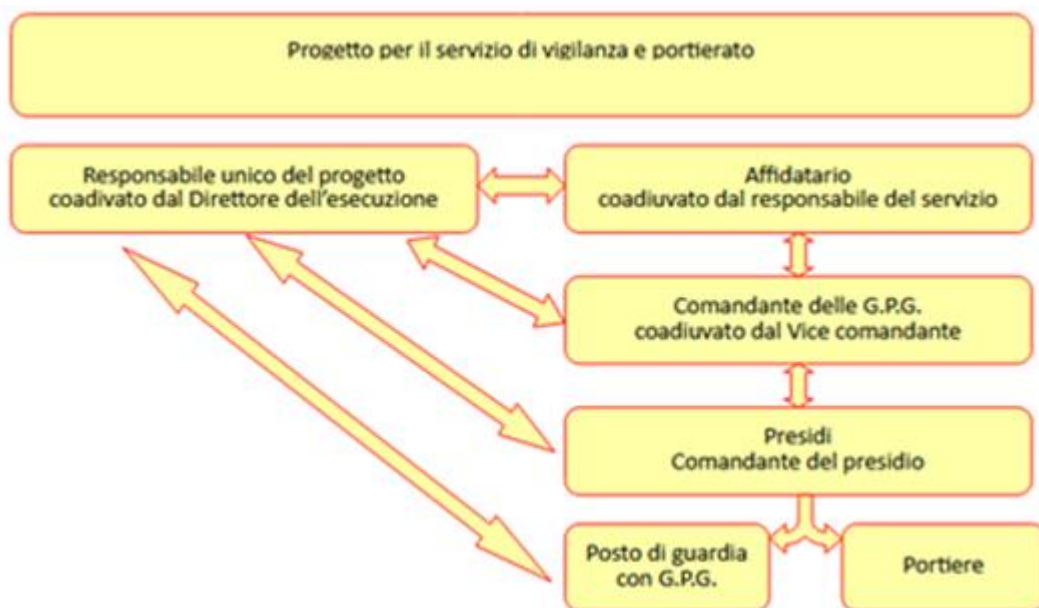 Progetto per il servizio di vigilanza e portierato
Responsabile unico del progetto
coadivato dal Direttore dell'esecuzione
Affidatario
coadiuvato dal responsabile del servizio
Comandante delle G.P.G.
coadiuvato dal Vice comandante
Presidi
Comandante del presidio
Posto di guardia
con G.P.G.
Portiere